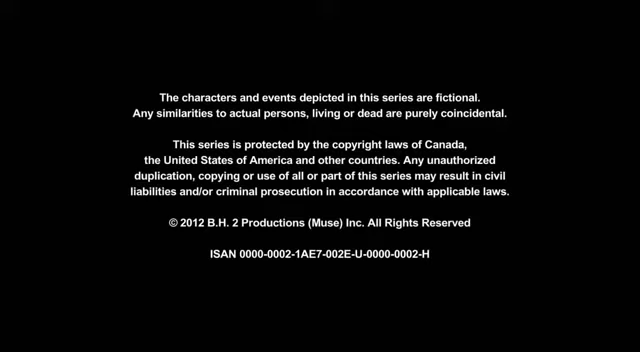 The characters and events depicted in this series are fictional.
Any similarities to actual persons, living or dead are purely coincidental.
This series is protected by the copyright laws of Canada,
the United States of America and other countries. Any unauthorized
duplication, copying or use of all or part of this series may result in civil
liabilities and/or criminal prosecution in accordance with applicable laws.
© 2012 B.H. 2 Productions (Muse) Inc. All Rights Reserved
ISAN 0000-0002-1AE7-002E-U-0000-0002-H